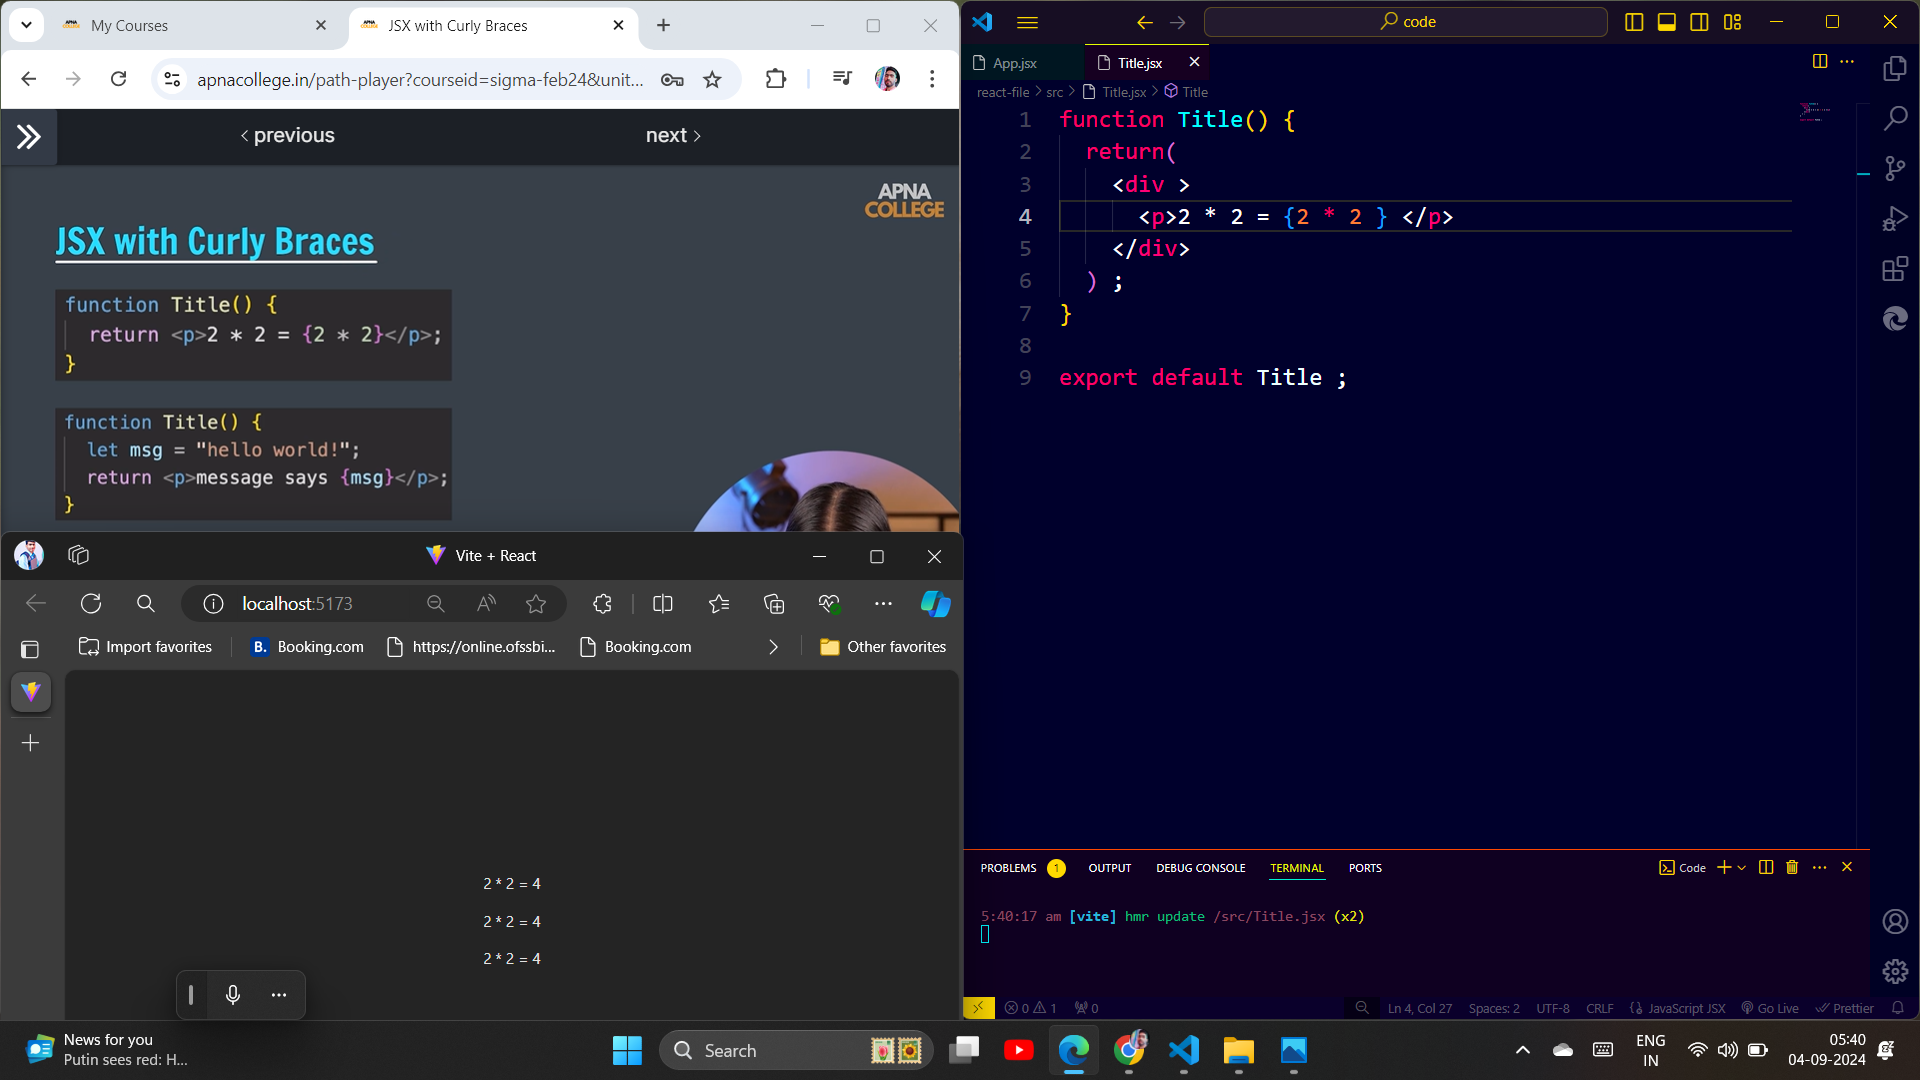 My Courses
JSX with Curly Braces
apnacollege.in/path-player?courseid=sigma-feb24&unit...
previous
next
APNA
COLLEGE
JSX with Curly Braces
function Title() {
return <p>2 * 2 = {2 * 2}</p>;
}
function Title() {
let msg = "hello world!";
return <p>message says {msg}</p>;
}
Vite + React
localhost:5173
Import favorites
B. Booking.com
https://online.ofssbi...
Booking.com
Other favorites
2 * 2 = 4
2 * 2 = 4
2 * 2 = 4
code
App.jsx
Title.jsx
react-file > src > Title.jsx > Title
1 function Title() {
2 return(
3 <div >
4 <p>2 * 2 = {2 * 2 } </p>
5 </div>
6 ) ;
7 }
8
9 export default Title ;
PROBLEMS 1 OUTPUT DEBUG CONSOLE TERMINAL PORTS
Code
5:40:17 am [vite] hmr update /src/Title.jsx (x2)
0 1 0
Ln 4, Col 27 Spaces: 2 UTF-8 CRLF {} JavaScript JSX Go Live Prettier
News for you
Putin sees red: H...
Search
ENG
IN
05:40
04-09-2024